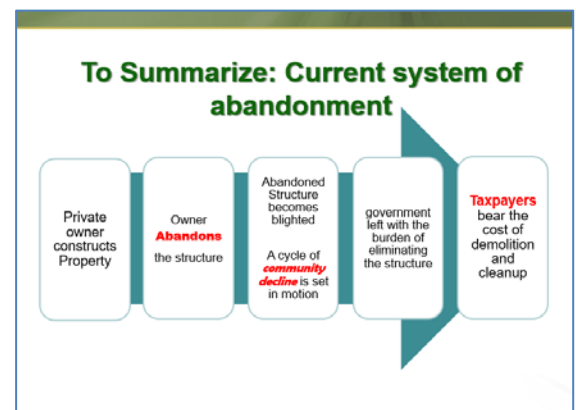 To Summarize: Current system of
abandonment
Private
owner
constructs
Property
Owner
Abandons
the structure
Abandoned
Structure
becomes
blighted
A cycle of
community
decline is set
in motion
government
left with the
burden of
eliminating
the structure
Taxpayers
bear the
cost of
demolition
and
cleanup